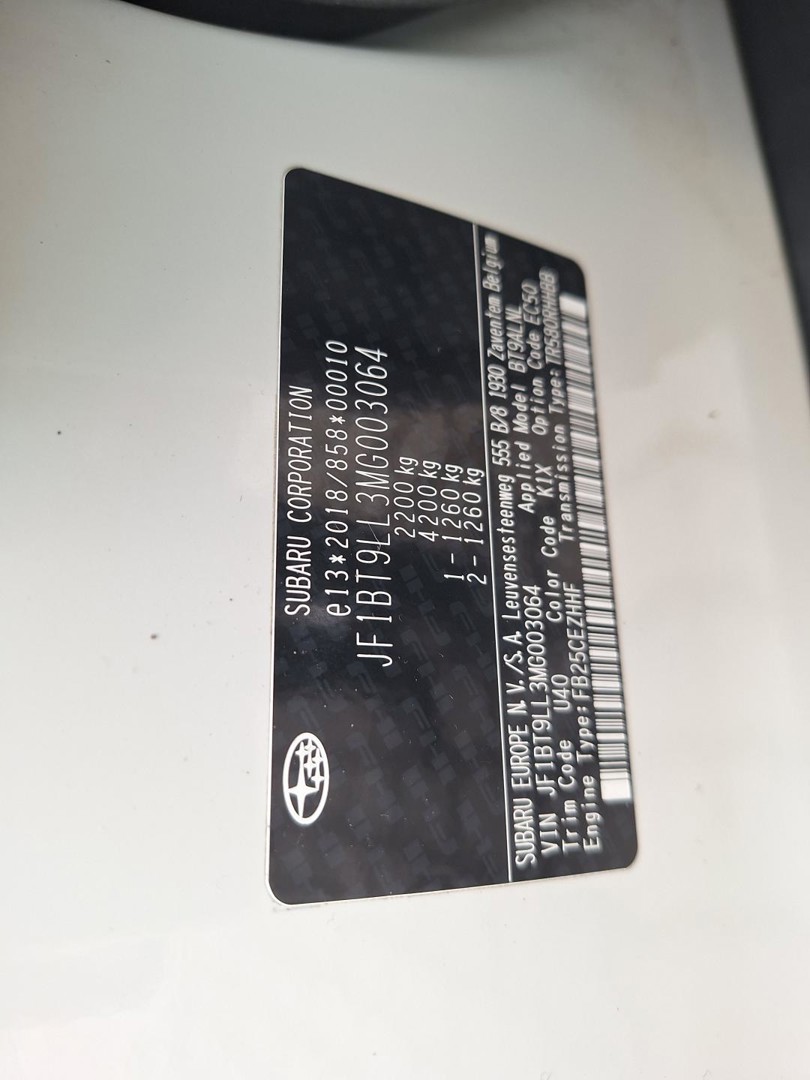 SUBARU CORPORATION
e13*2018/858*00010
JF1BT9LL3MG003064
2200 kg
4200 kg
1 - 1260 kg
2 - 1260 kg
SUBARU EUROPE N.V./S.A. Leuvensesteenweg 555 B/8 1930 Zaventem Belgium
VIN JF1BT9LL3MG003064 Applied Model BT9ALNL
Trim Code U40 Color Code K1X Option Code EC50
Engine Type:FB25CEZHHF Transmission Type:TR580RHHBB